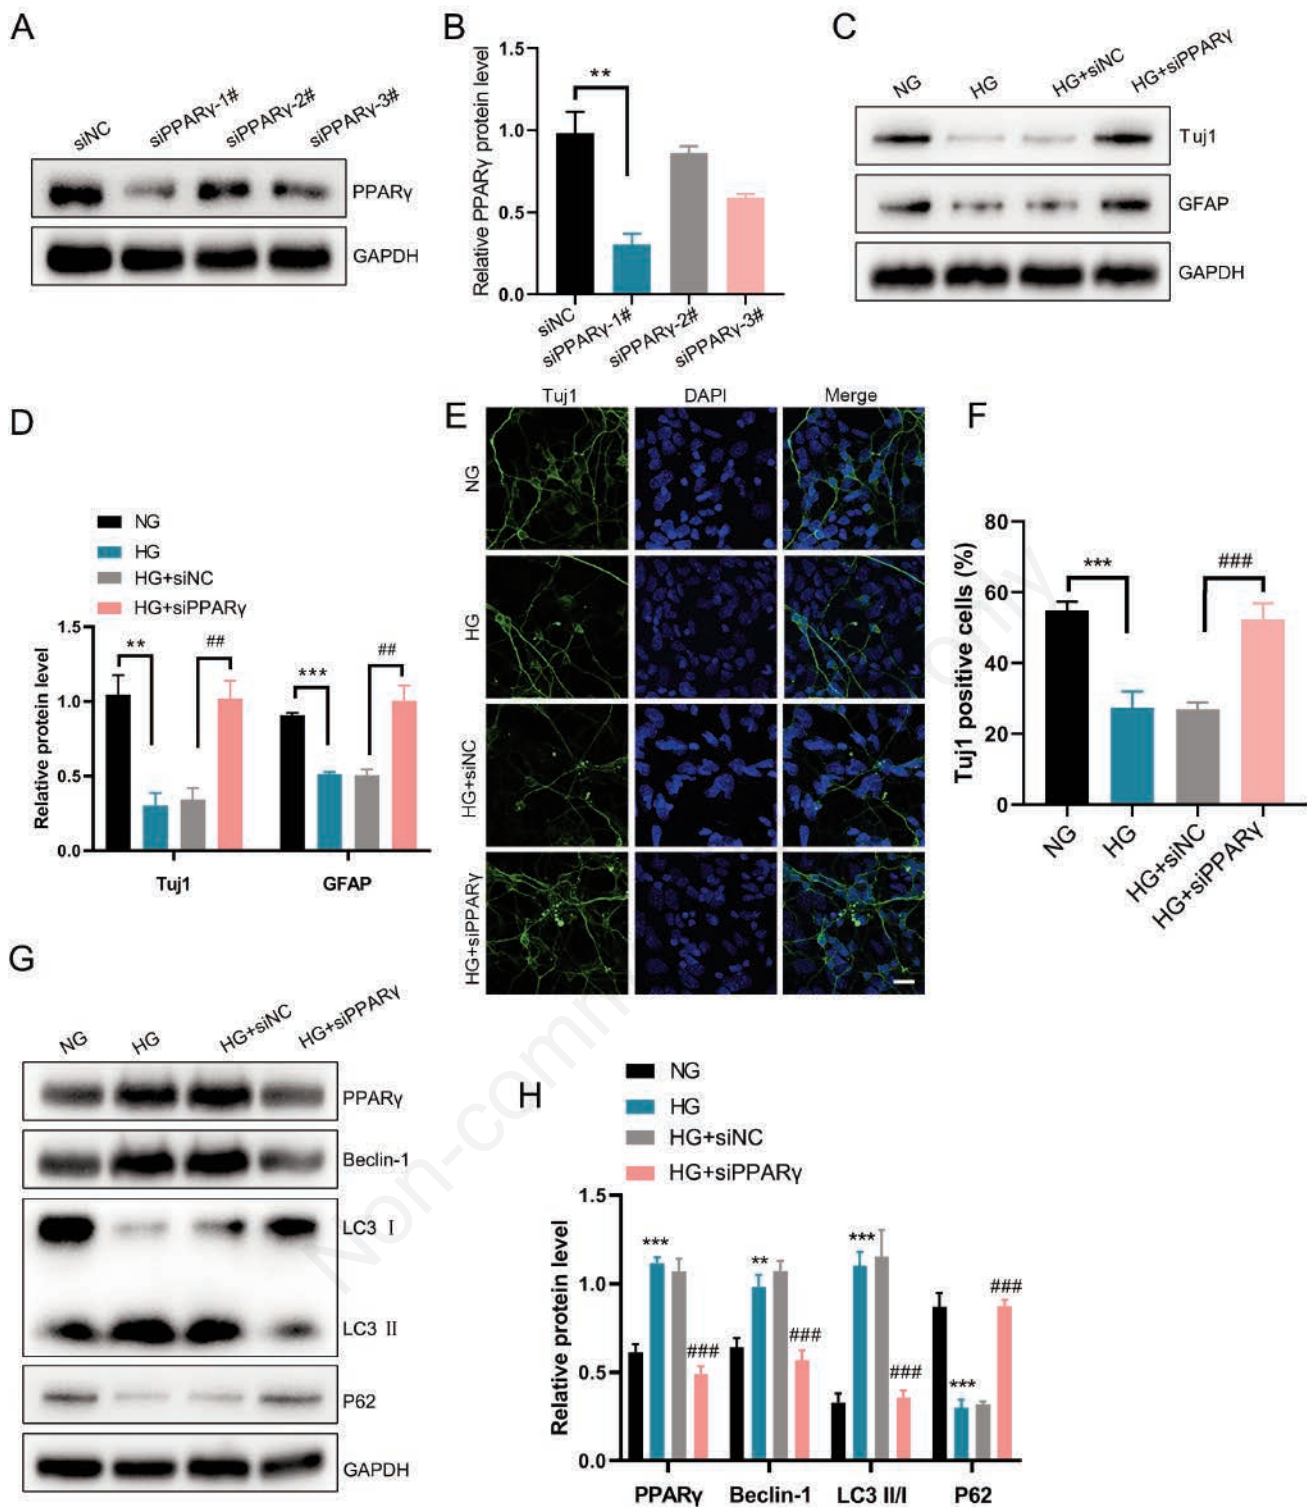 A
siNC
siPPARγ-1#
siPPARγ-2#
siPPARγ-3#
PPARγ
GAPDH
B
Relative PPARγ protein level
1.5
1.0
0.5
0.0
**
siNC
siPPARγ-1#
siPPARγ-2#
siPPARγ-3#
C
NG
HG
HG+siNC
HG+siPPARγ
Tuj1
GFAP
GAPDH
D
NG
HG
HG+siNC
HG+siPPARγ
Relative protein level
1.5
1.0
0.5
0.0
**
##
***
##
Tuj1
GFAP
E
Tuj1
DAPI
Merge
NG
HG
HG+siNC
HG+siPPARγ
F
Tuj1 positive cells (%)
80
60
40
20
0
***
###
NG
HG
HG+siNC
HG+siPPARγ
G
NG
HG
HG+siNC
HG+siPPARγ
PPARγ
Beclin-1
LC3 Ⅰ
LC3 Ⅱ
P62
GAPDH
H
NG
HG
HG+siNC
HG+siPPARγ
Relative protein level
1.5
1.0
0.5
0.0
***
###
**
###
***
###
***
###
PPARγ
Beclin-1
LC3 II/I
P62